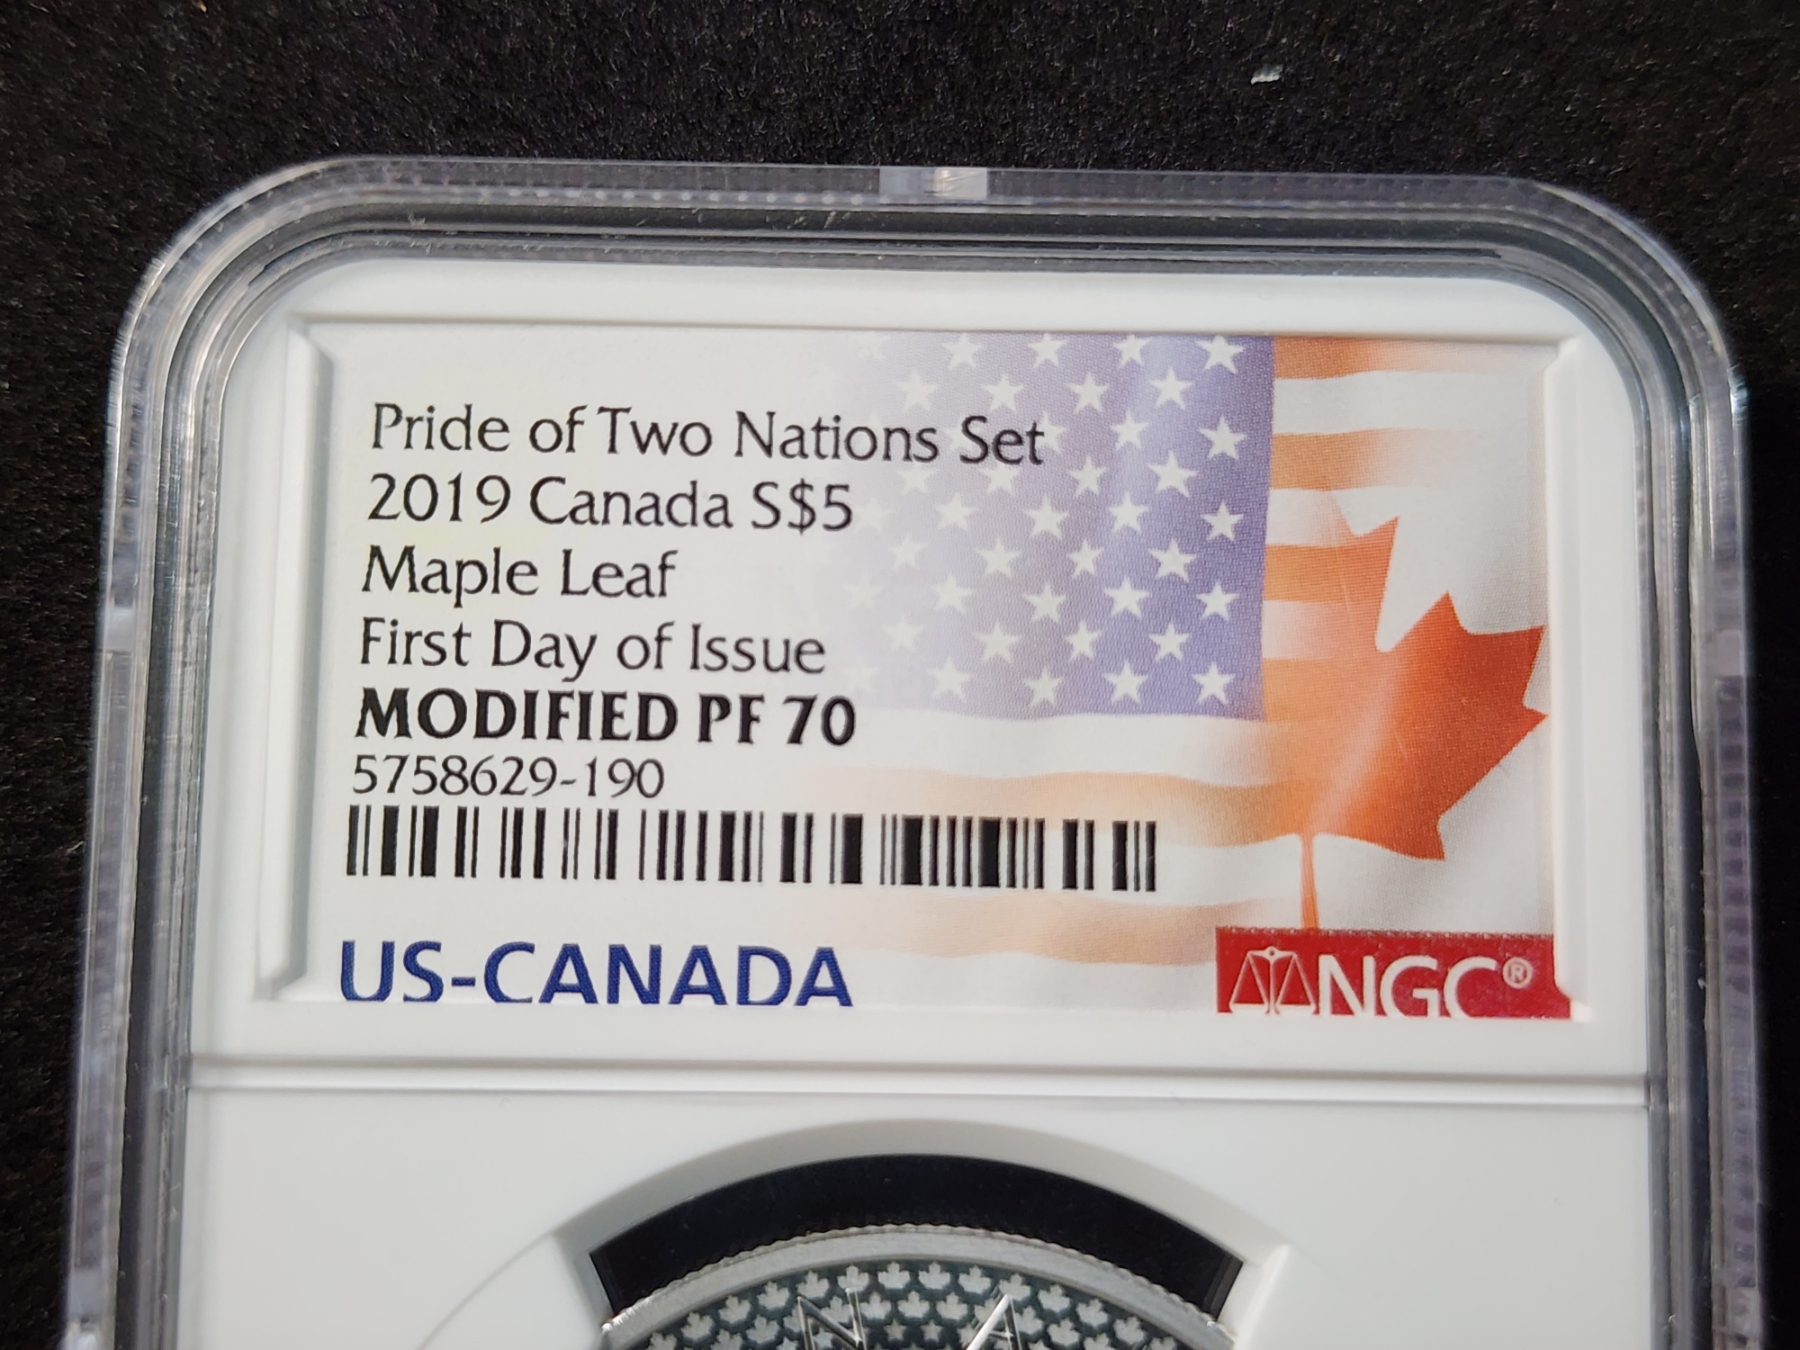 Pride of Two Nations Set
2019 Canada S$5
Maple Leaf
First Day of Issue
MODIFIED PF 70
5758629-190
US-CANADA
NGC®